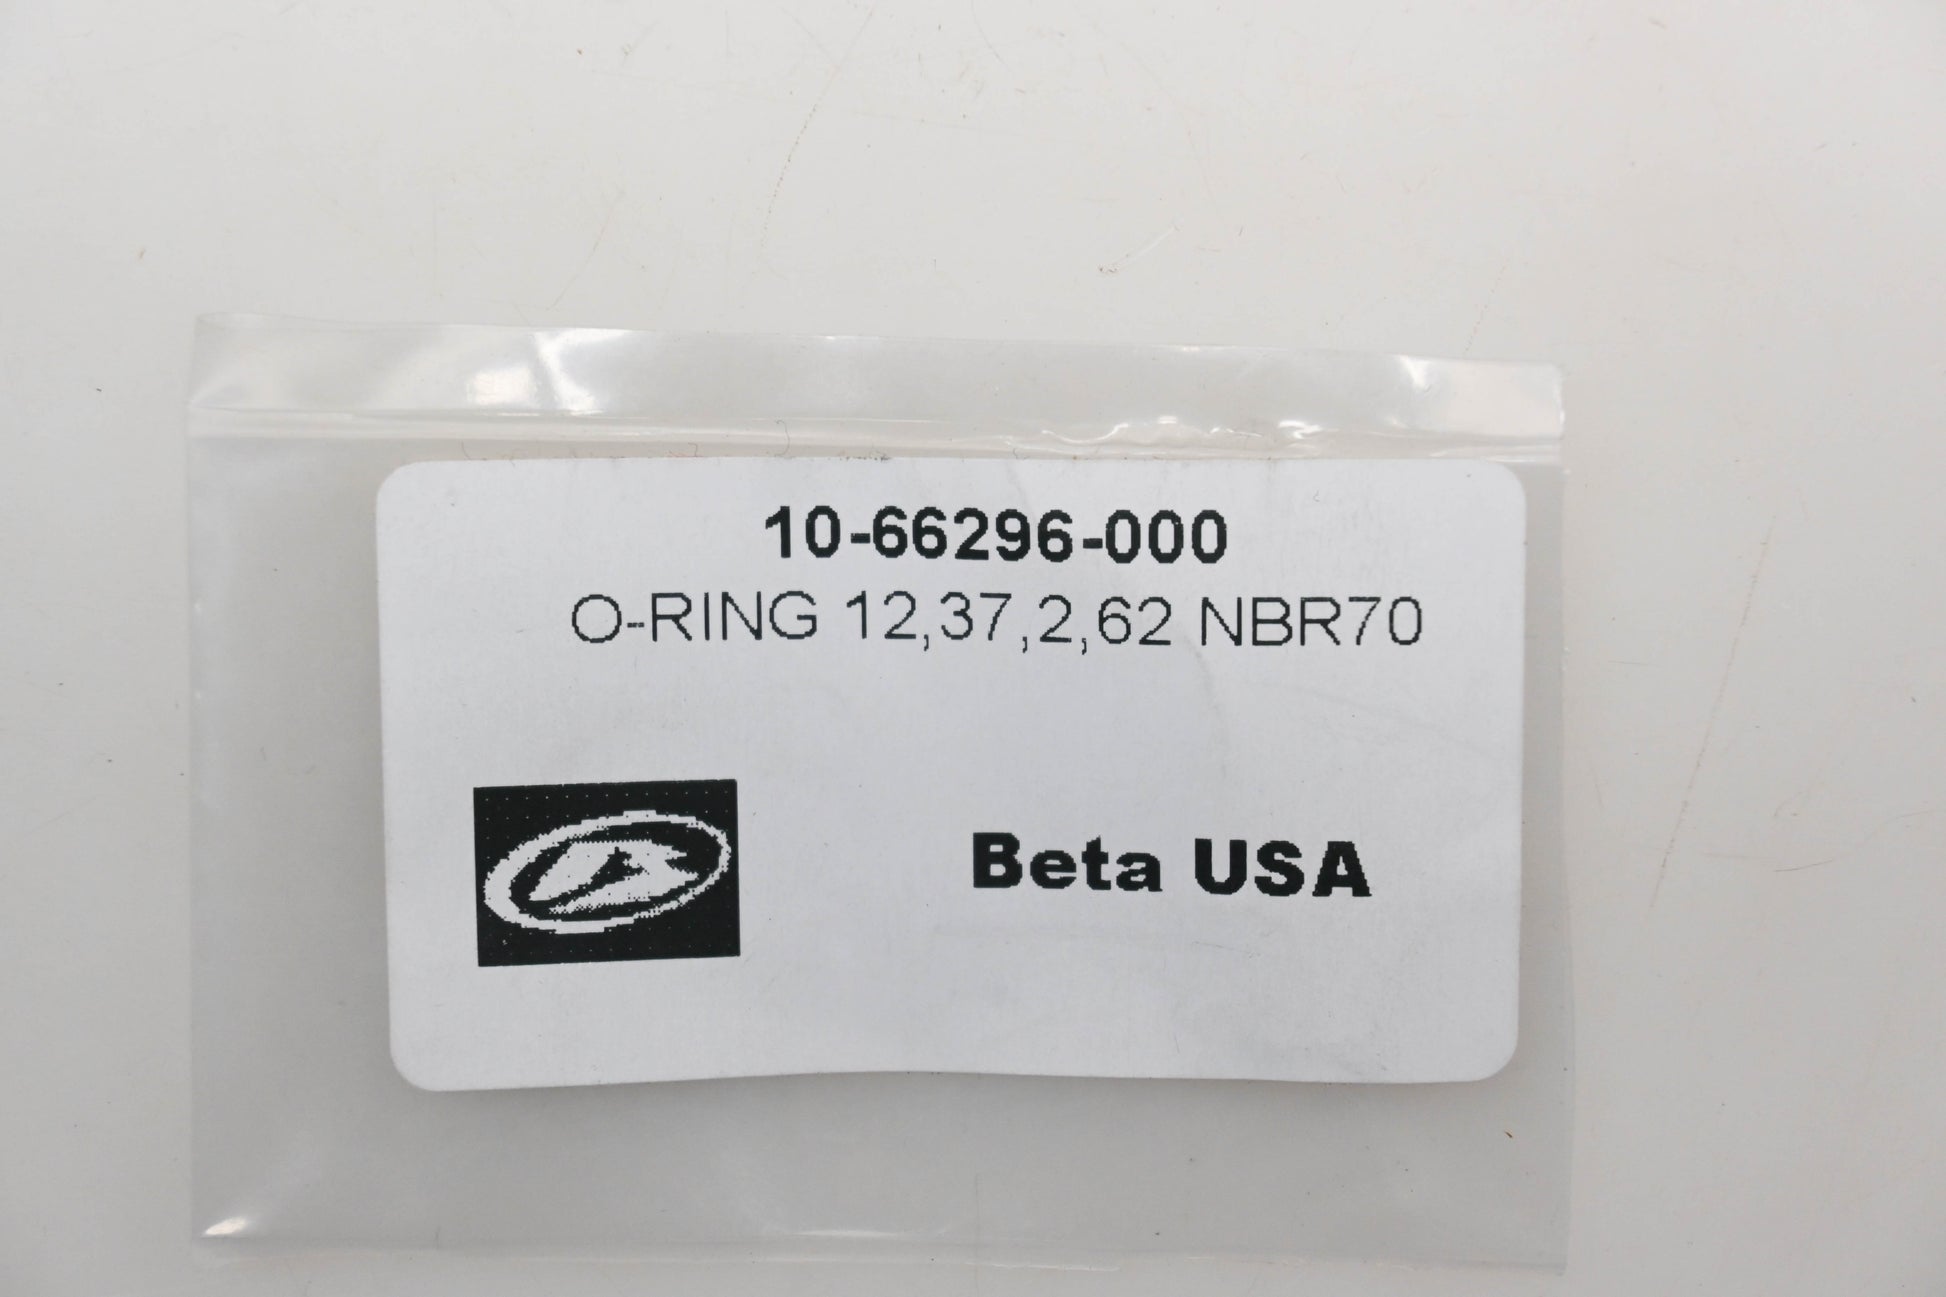 10-66296-000
O-RING 12,37,2,62 NBR70
Beta USA